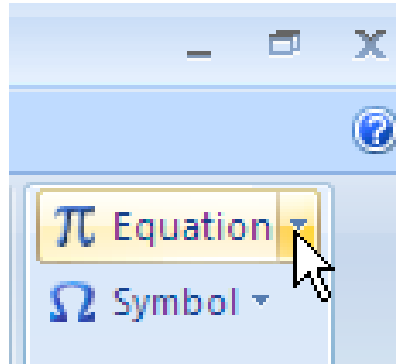 π Equation
Ω Symbol